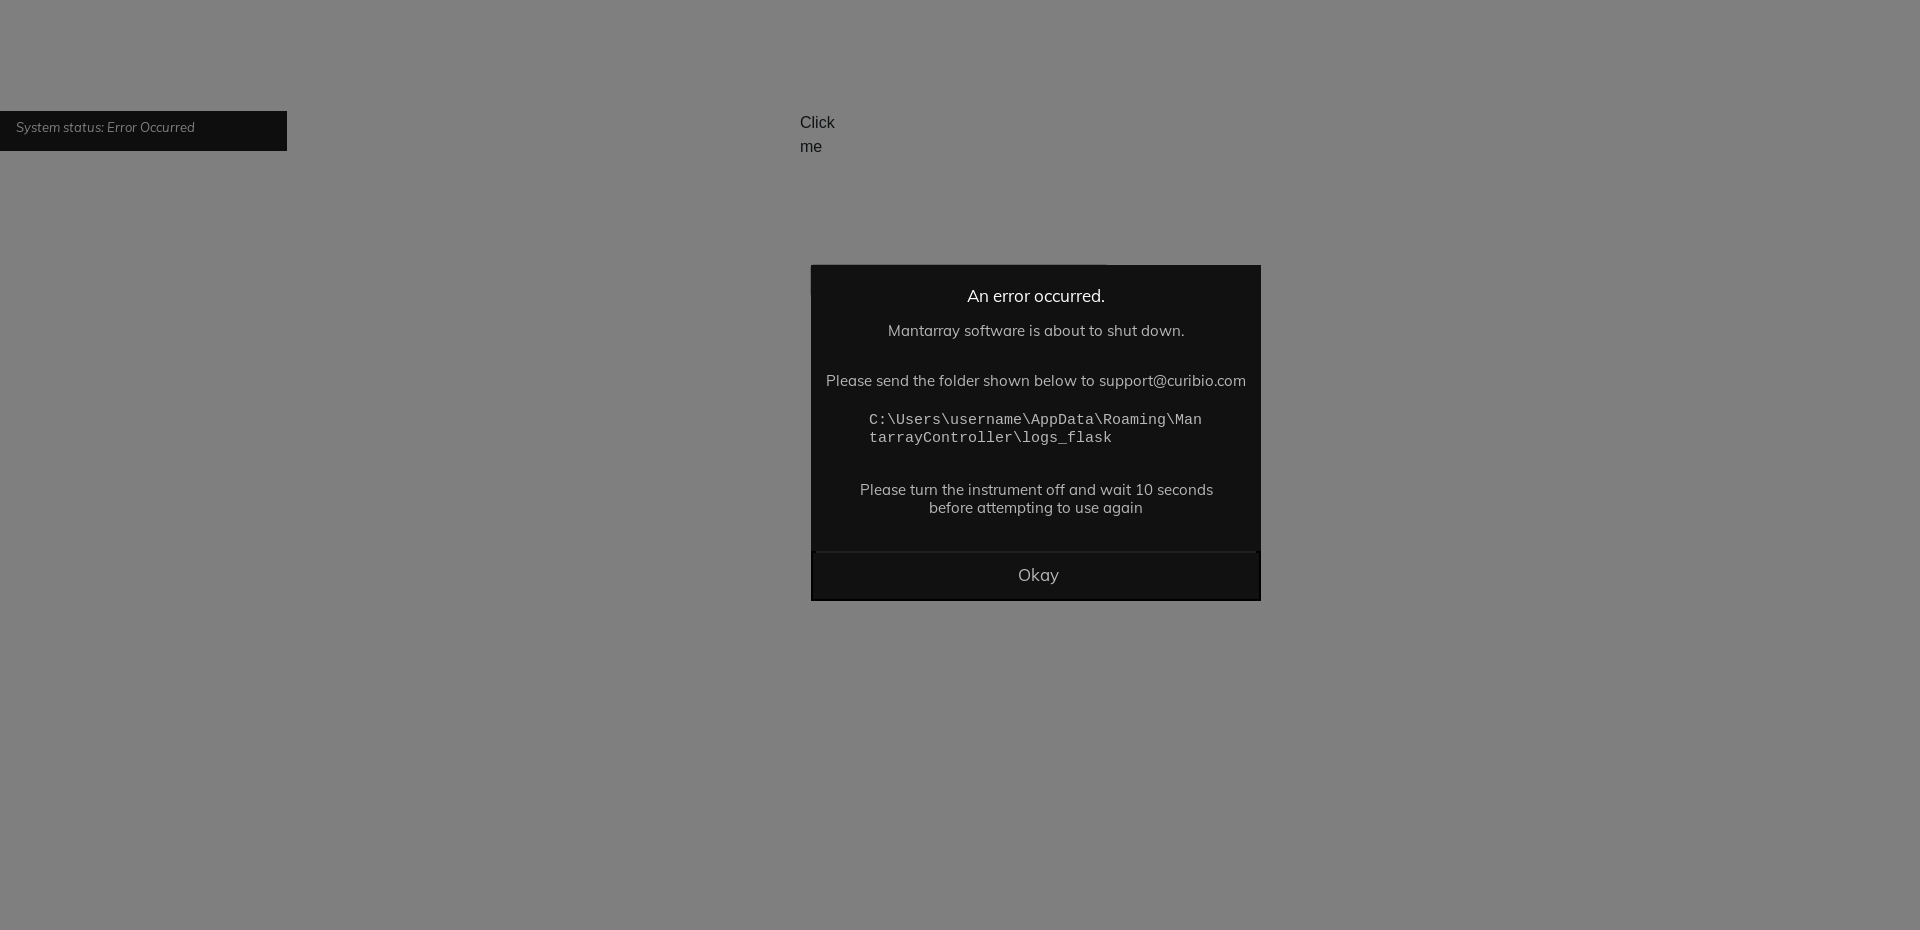 System status: Error Occurred
Click
me
An error occurred.
Mantarray software is about to shut down.
Please send the folder shown below to support@curibio.com
C:\Users\username\AppData\Roaming\Man
tarrayController\logs_flask
Please turn the instrument off and wait 10 seconds
before attempting to use again
Okay